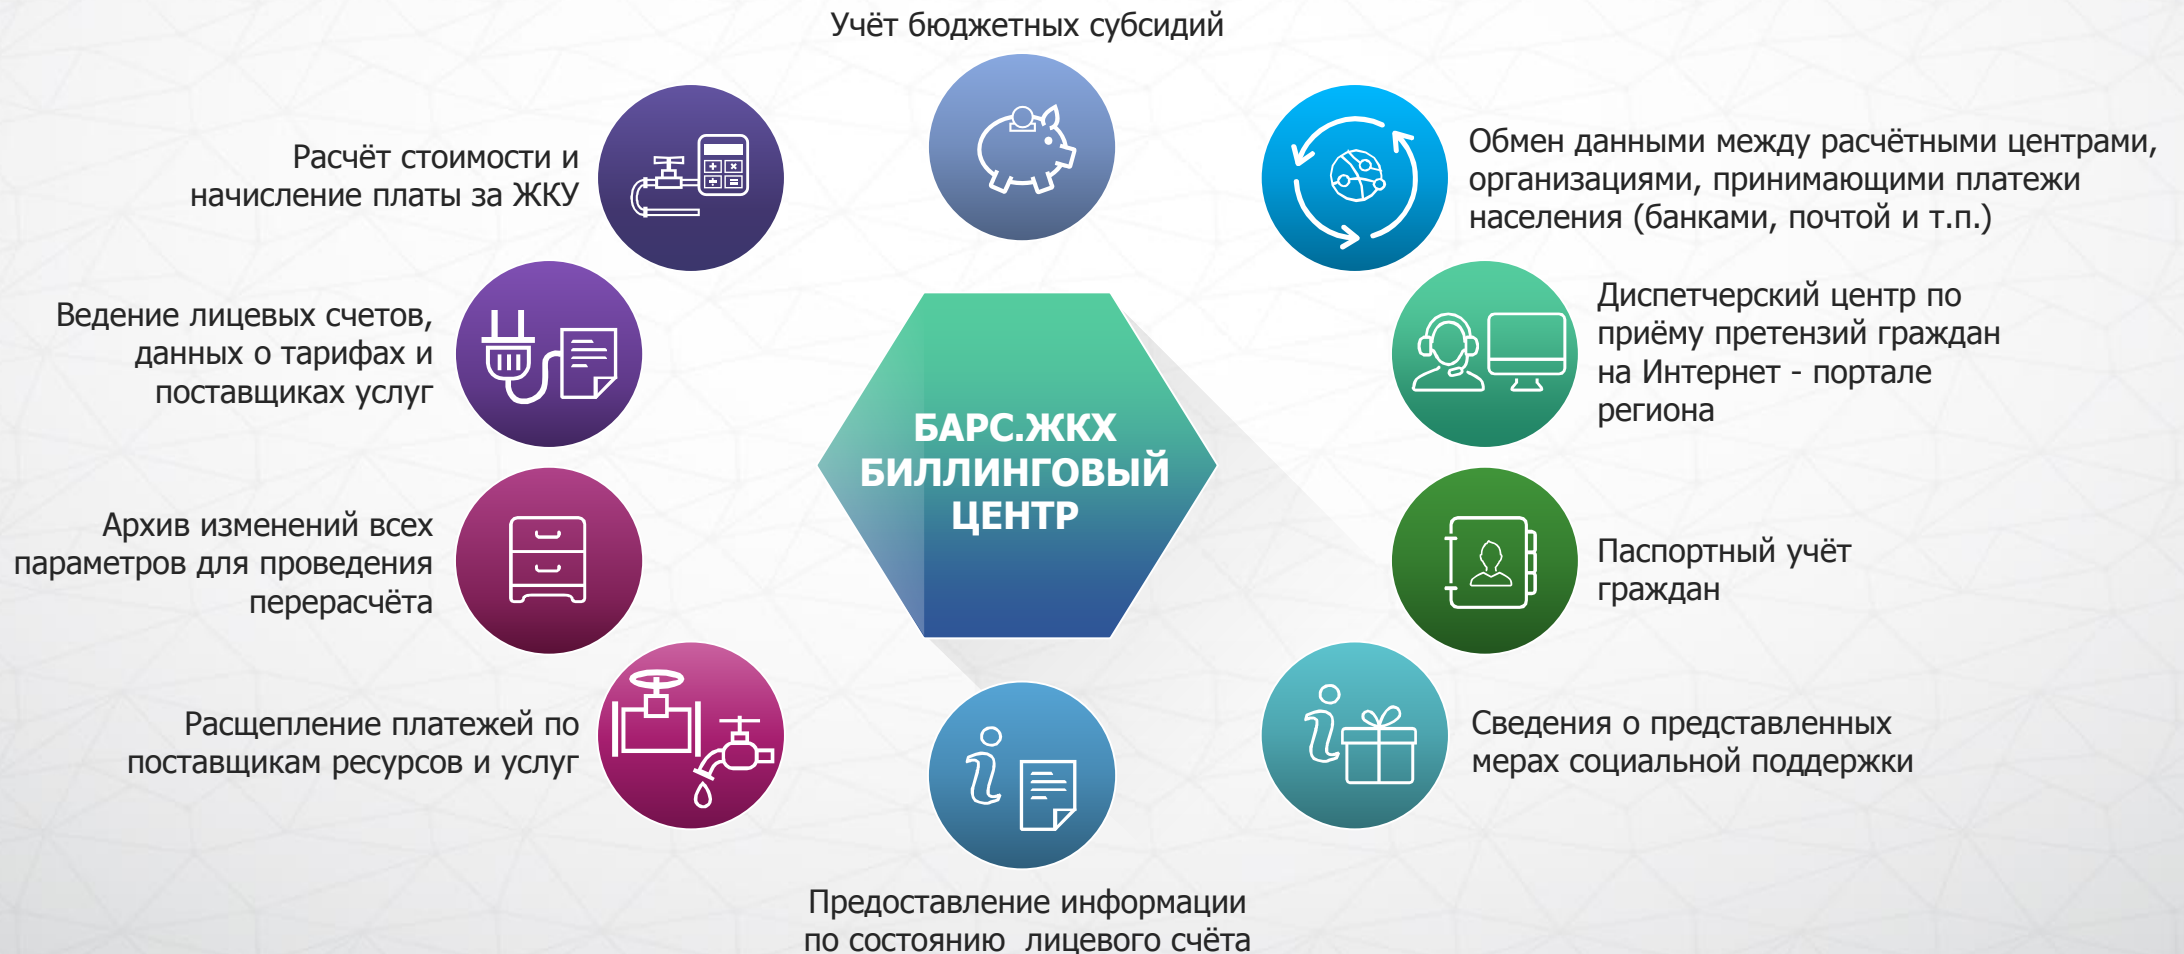 Учёт бюджетных субсидий
Расчёт стоимости и
начисление платы за ЖКУ
Обмен данными между расчётными центрами,
организациями, принимающими платежи
населения (банками, почтой и т.п.)
Ведение лицевых счетов,
данных о тарифах и
поставщиках услуг
Диспетчерский центр по
приёму претензий граждан
на Интернет - портале
региона
БАРС.ЖКХ
БИЛЛИНГОВЫЙ
ЦЕНТР
Архив изменений всех
параметров для проведения
перерасчёта
Паспортный учёт
граждан
Расщепление платежей по
поставщикам ресурсов и услуг
Сведения о представленных
мерах социальной поддержки
Предоставление информации
по состоянию  лицевого счёта